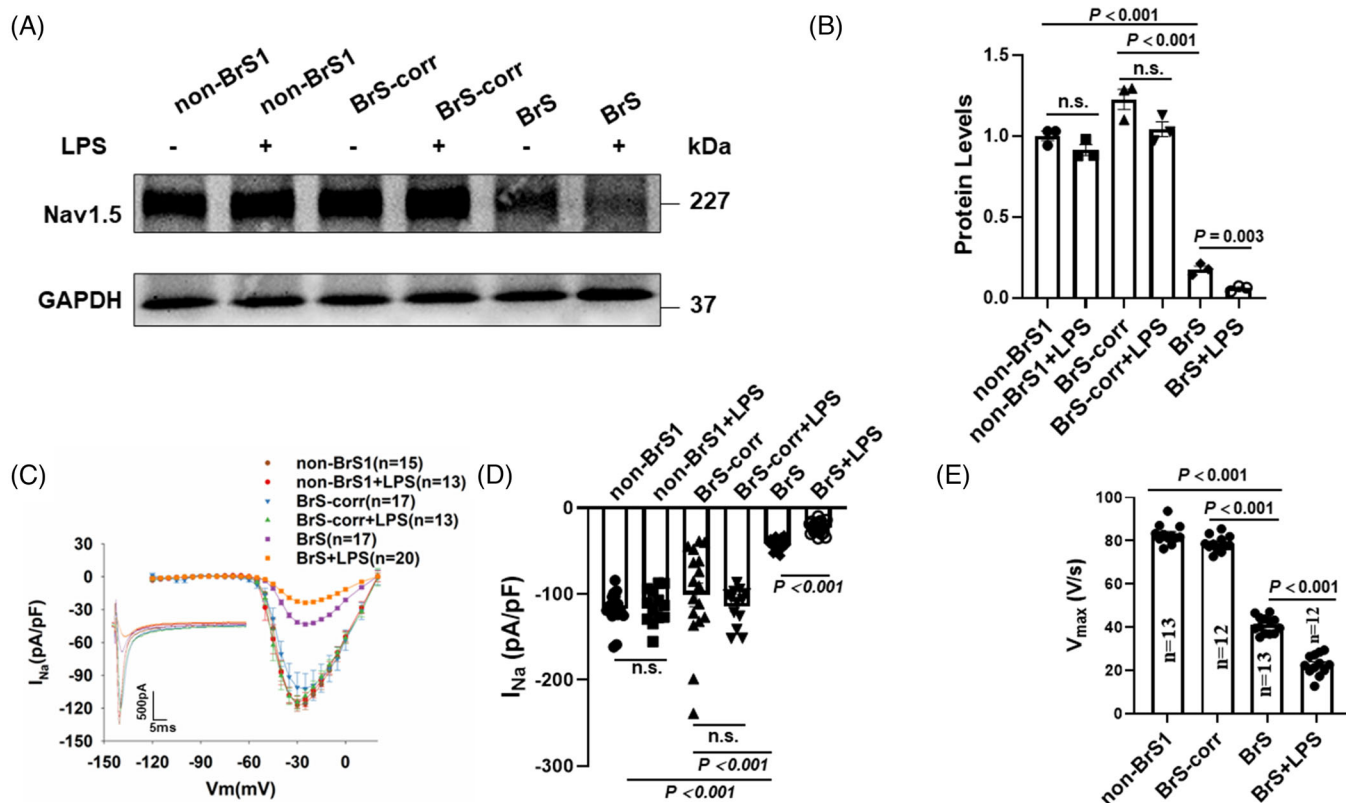 (A)
non-BrS1
non-BrS1
BrS-corr
BrS-corr
BrS
BrS
LPS - + - + - + kDa
Nav1.5 227
GAPDH 37
(B)
P < 0.001
P < 0.001
n.s.
n.s.
P = 0.003
Protein Levels
1.5
1.0
0.5
0.0
non-BrS1
non-BrS1+LPS
BrS-corr
BrS-corr+LPS
BrS
BrS+LPS
(C)
non-BrS1(n=15)
non-BrS1+LPS(n=13)
BrS-corr(n=17)
BrS-corr+LPS(n=13)
BrS(n=17)
BrS+LPS(n=20)
INa(pA/pF)
30
0
-30
-60
-90
-120
-150
500pA
5ms
-150 -120 -90 -60 -30 0
Vm(mV)
(D)
non-BrS1
non-BrS1+LPS
BrS-corr
BrS-corr+LPS
BrS
BrS+LPS
INa (pA/pF)
0
-100
-200
-300
P <0.001
n.s.
n.s.
P <0.001
P <0.001
(E)
P < 0.001
P < 0.001
P < 0.001
Vmax (V/s)
100
80
60
40
20
0
n=13
n=12
n=13
n=12
non-BrS1
BrS-corr
BrS
BrS+LPS